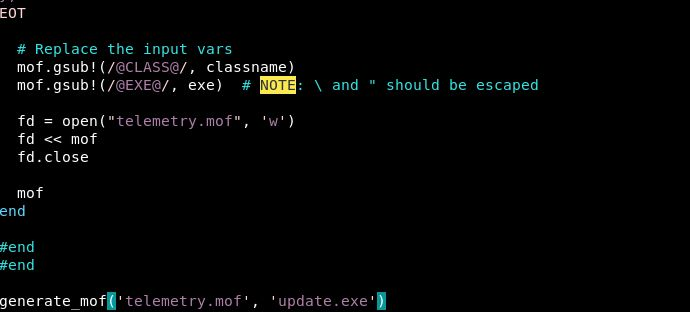 EOT
# Replace the input vars
mof.gsub!(/@CLASS@/, classname)
mof.gsub!(/@EXE@/, exe)  # NOTE: \ and " should be escaped
fd = open("telemetry.mof", 'w')
fd << mof
fd.close
mof
end
#end
#end
generate_mof('telemetry.mof', 'update.exe')